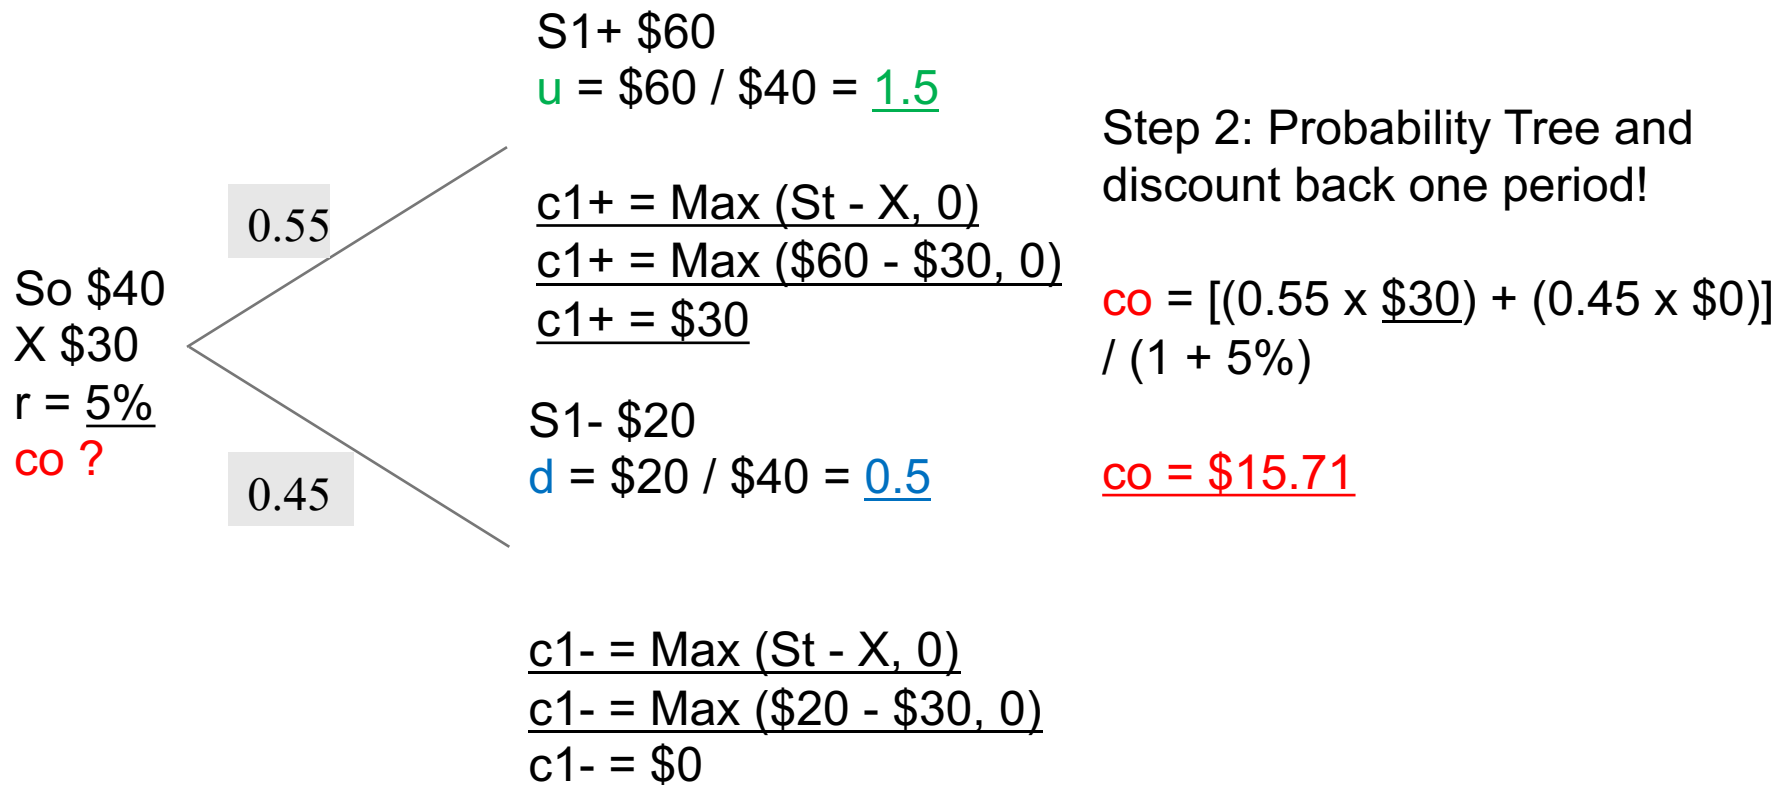 So $40
X $30
r = 5%
co ?
0.55
0.45
S1+ $60
u = $60 / $40 = 1.5
c1+ = Max (St - X, 0)
c1+ = Max ($60 - $30, 0)
c1+ = $30
S1- $20
d = $20 / $40 = 0.5
c1- = Max (St - X, 0)
c1- = Max ($20 - $30, 0)
c1- = $0
Step 2: Probability Tree and
discount back one period!
co = [(0.55 x $30) + (0.45 x $0)]
/ (1 + 5%)
co = $15.71